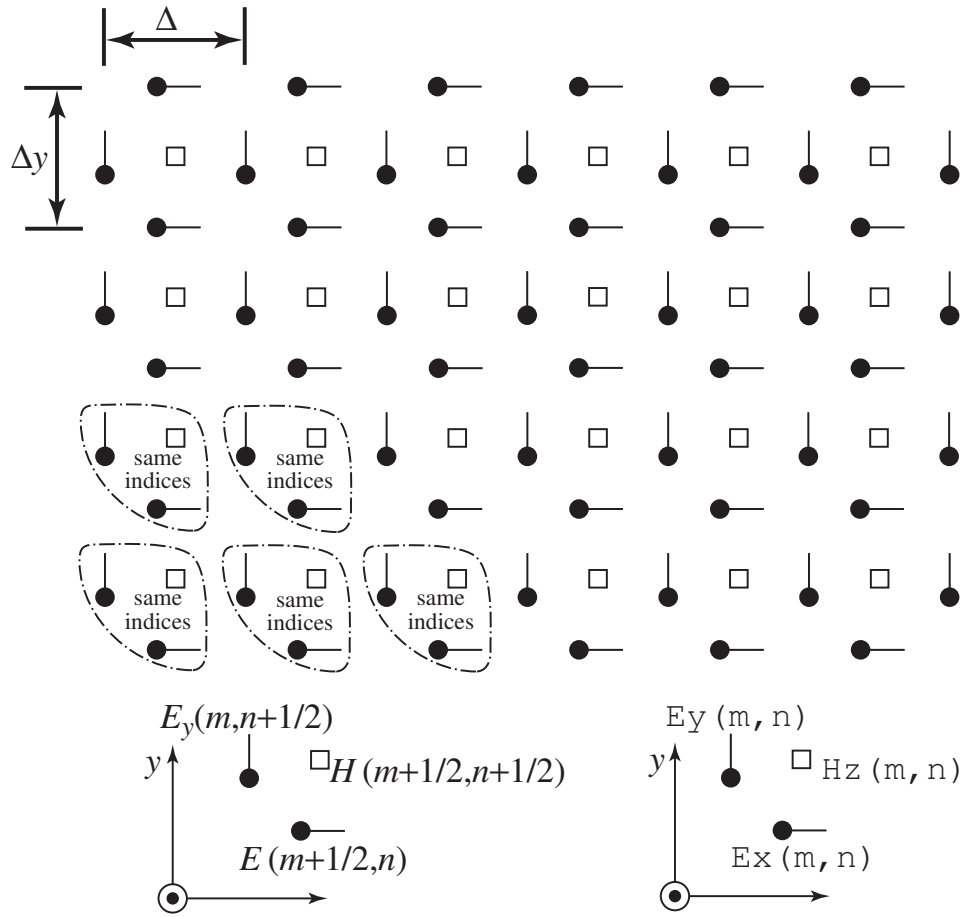 Δ
Δy
same
indices
same
indices
same
indices
same
indices
same
indices
E_y(m,n+1/2)
y
H (m+1/2,n+1/2)
E (m+1/2,n)
Ey(m,n)
y
Hz(m,n)
Ex(m,n)